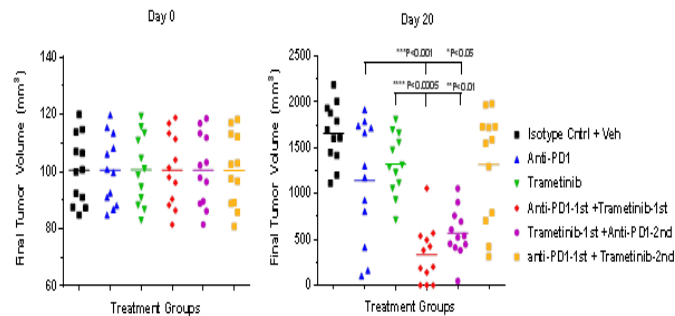 Day 0
Day 20
Final Tumor Volume (mm³)
140
120
100
80
60
Treatment Groups
Final Tumor Volume (mm³)
2500
2000
1500
1000
500
0
***P<0.001
*P<0.05
****P<0.0005
**P<0.01
Treatment Groups
Isotype Cntrl + Veh
Anti-PD1
Trametinib
Anti-PD1-1st +Trametinib-1st
Trametinib-1st +Anti-PD1-2nd
anti-PD1-1st + Trametinib-2nd